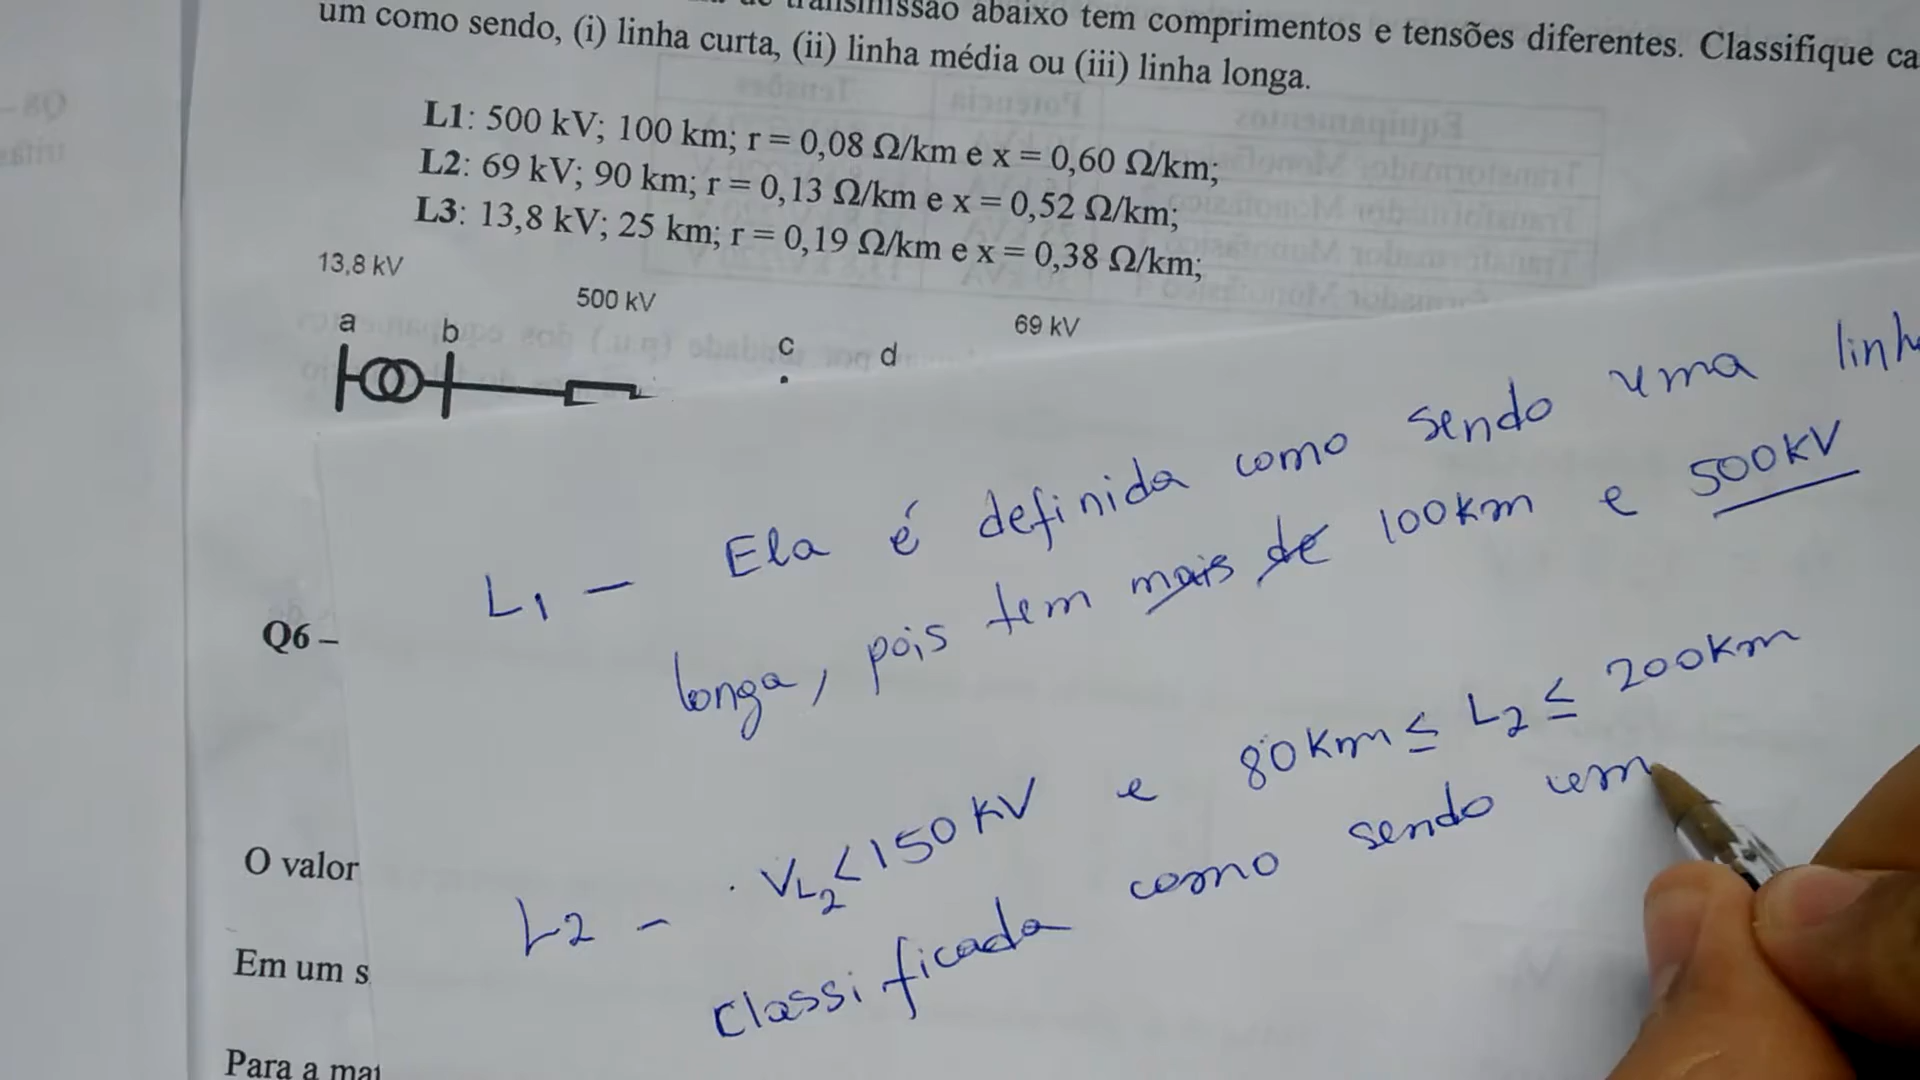 transmissão abaixo tem comprimentos e tensões diferentes. Classifique ca
um como sendo, (i) linha curta, (ii) linha média ou (iii) linha longa.
L1: 500 kV; 100 km; r = 0,08 Ω/km e x = 0,60 Ω/km;
L2: 69 kV; 90 km; r = 0,13 Ω/km e x = 0,52 Ω/km;
L3: 13,8 kV; 25 km; r = 0,19 Ω/km e x = 0,38 Ω/km;
13,8 kV
500 kV
69 kV
a
b
c
d
L1 - Ela é definida como sendo uma linh
longa, pois tem mais de 100km e 500kV
Q6 –
L2 - . VL2 < 150 kV e 80 km ≤ L2 ≤ 200km
classificada como sendo um
O valor
Em um s
Para a mat